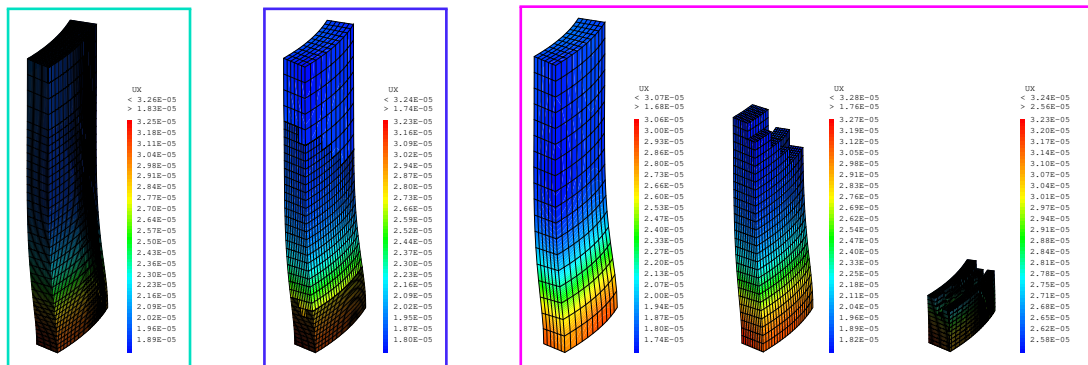 UX
< 3.26E-05
> 1.83E-05
3.25E-05
3.18E-05
3.11E-05
3.04E-05
2.98E-05
2.91E-05
2.84E-05
2.77E-05
2.70E-05
2.64E-05
2.57E-05
2.50E-05
2.43E-05
2.36E-05
2.30E-05
2.23E-05
2.16E-05
2.09E-05
2.02E-05
1.96E-05
1.89E-05
UX
< 3.24E-05
> 1.74E-05
3.23E-05
3.16E-05
3.09E-05
3.02E-05
2.94E-05
2.87E-05
2.80E-05
2.73E-05
2.66E-05
2.59E-05
2.52E-05
2.44E-05
2.37E-05
2.30E-05
2.23E-05
2.16E-05
2.09E-05
2.02E-05
1.95E-05
1.87E-05
1.80E-05
UX
< 3.07E-05
> 1.68E-05
3.06E-05
3.00E-05
2.93E-05
2.86E-05
2.80E-05
2.73E-05
2.66E-05
2.60E-05
2.53E-05
2.47E-05
2.40E-05
2.33E-05
2.27E-05
2.20E-05
2.13E-05
2.07E-05
2.00E-05
1.94E-05
1.87E-05
1.80E-05
1.74E-05
UX
< 3.28E-05
> 1.76E-05
3.27E-05
3.19E-05
3.12E-05
3.05E-05
2.98E-05
2.91E-05
2.83E-05
2.76E-05
2.69E-05
2.62E-05
2.54E-05
2.47E-05
2.40E-05
2.33E-05
2.25E-05
2.18E-05
2.11E-05
2.04E-05
1.96E-05
1.89E-05
1.82E-05
UX
< 3.24E-05
> 2.56E-05
3.23E-05
3.20E-05
3.17E-05
3.14E-05
3.10E-05
3.07E-05
3.04E-05
3.01E-05
2.97E-05
2.94E-05
2.91E-05
2.88E-05
2.84E-05
2.81E-05
2.78E-05
2.75E-05
2.71E-05
2.68E-05
2.65E-05
2.62E-05
2.58E-05